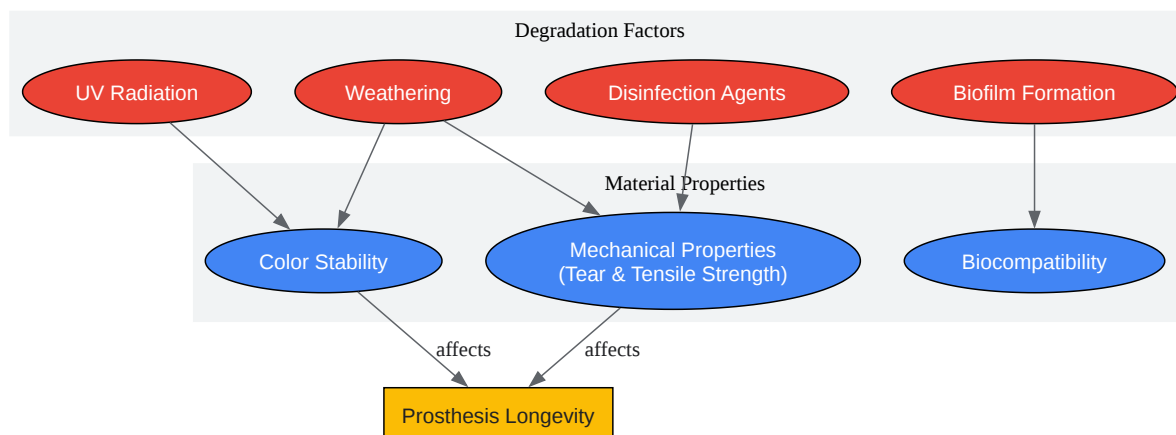 Degradation Factors
UV Radiation
Weathering
Disinfection Agents
Biofilm Formation
Material Properties
Color Stability
Mechanical Properties
(Tear & Tensile Strength)
Biocompatibility
affects
affects
Prosthesis Longevity